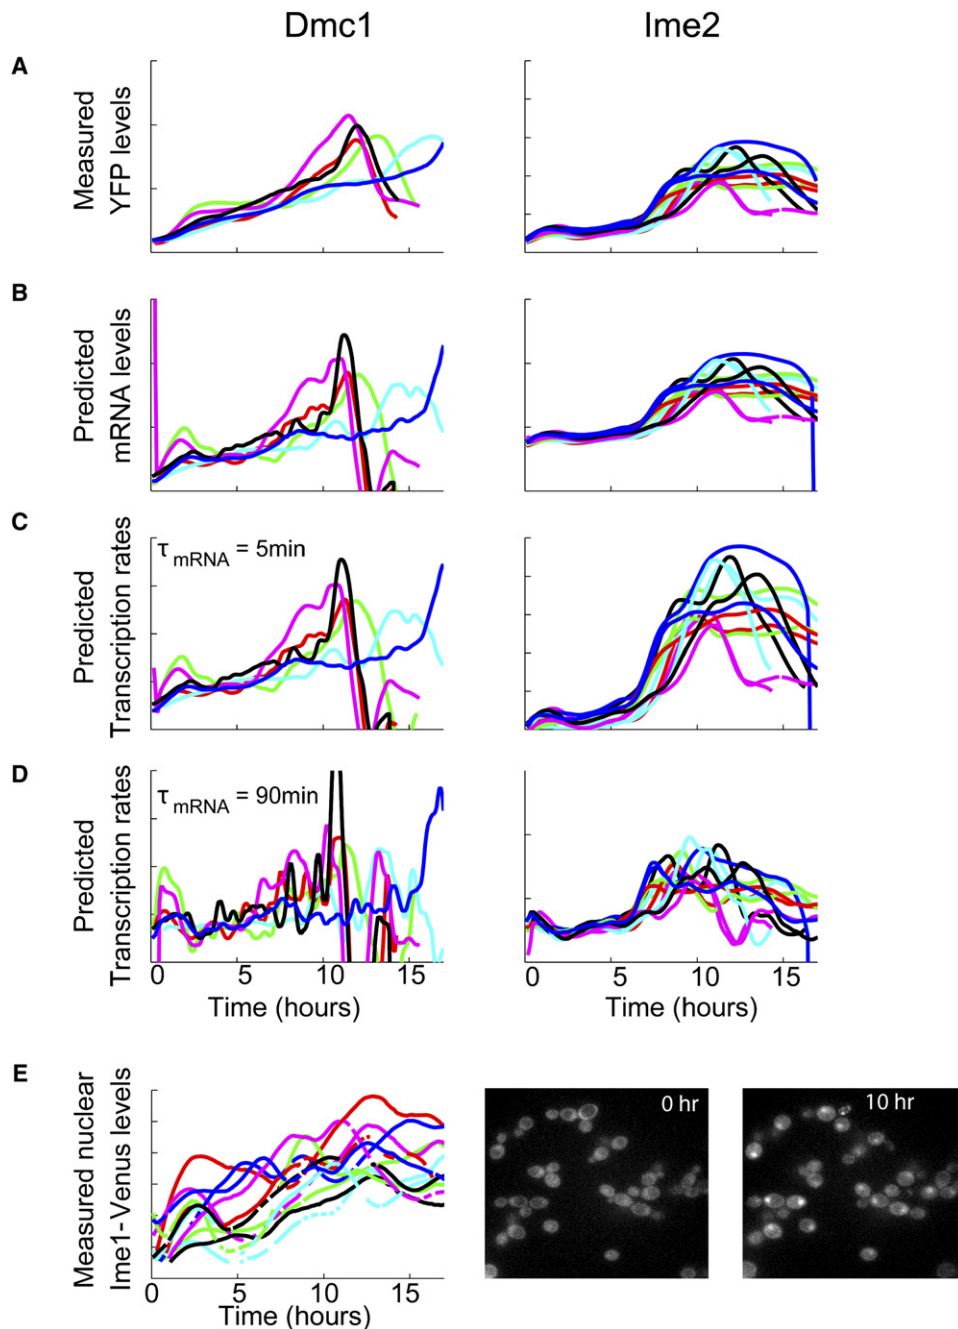 Dmc1 Ime2
A
Measured
YFP levels
B
Predicted
mRNA levels
C
Predicted
Transcription rates
τ mRNA = 5min
D
Predicted
Transcription rates
τ mRNA = 90min
0 5 10 15
Time (hours)
0 5 10 15
Time (hours)
E
Measured nuclear
Ime1-Venus levels
0 5 10 15
Time (hours)
0 hr
10 hr